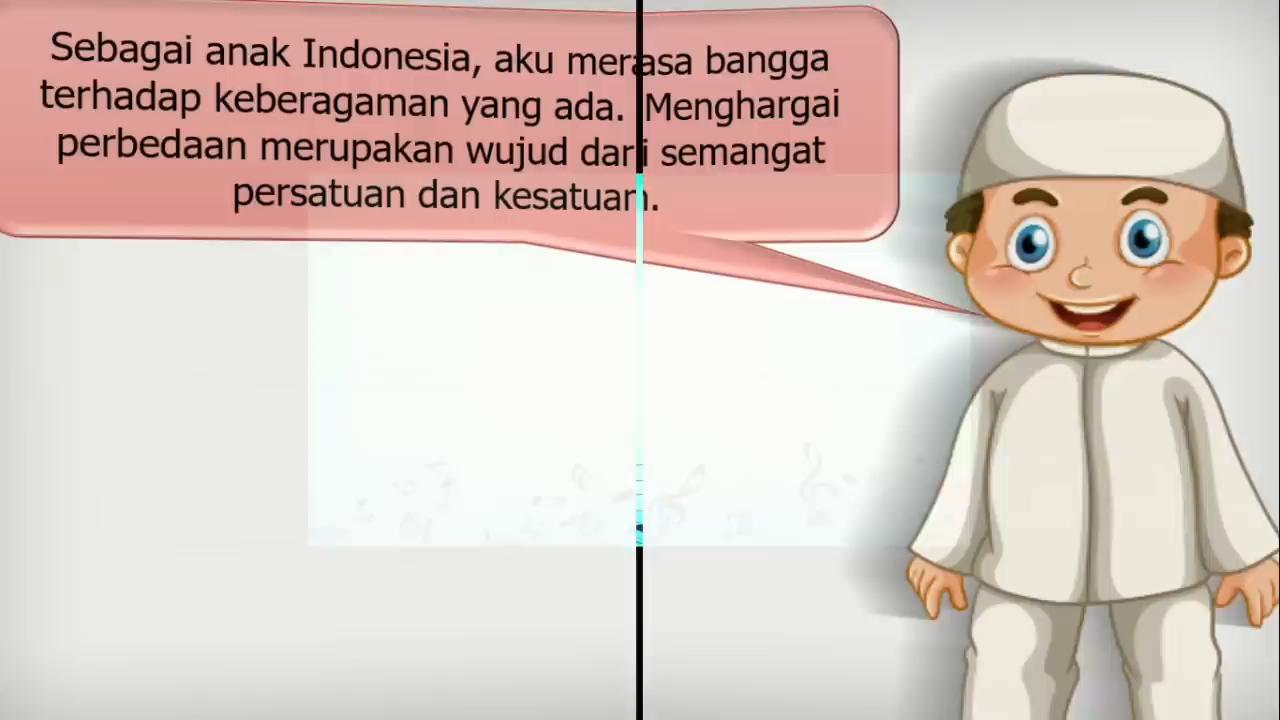 Sebagai anak Indonesia, aku merasa bangga
terhadap keberagaman yang ada. Menghargai
perbedaan merupakan wujud dari semangat
persatuan dan kesatuan.